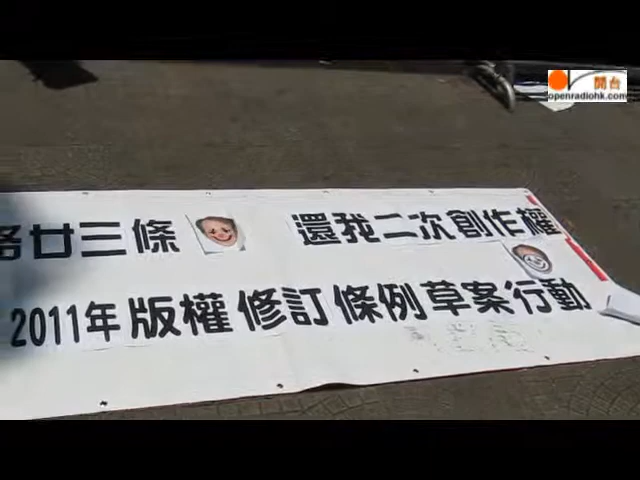 開台
openradiohk.com
路廿三條 還我二次創作權
2011年版權修訂條例草案行動